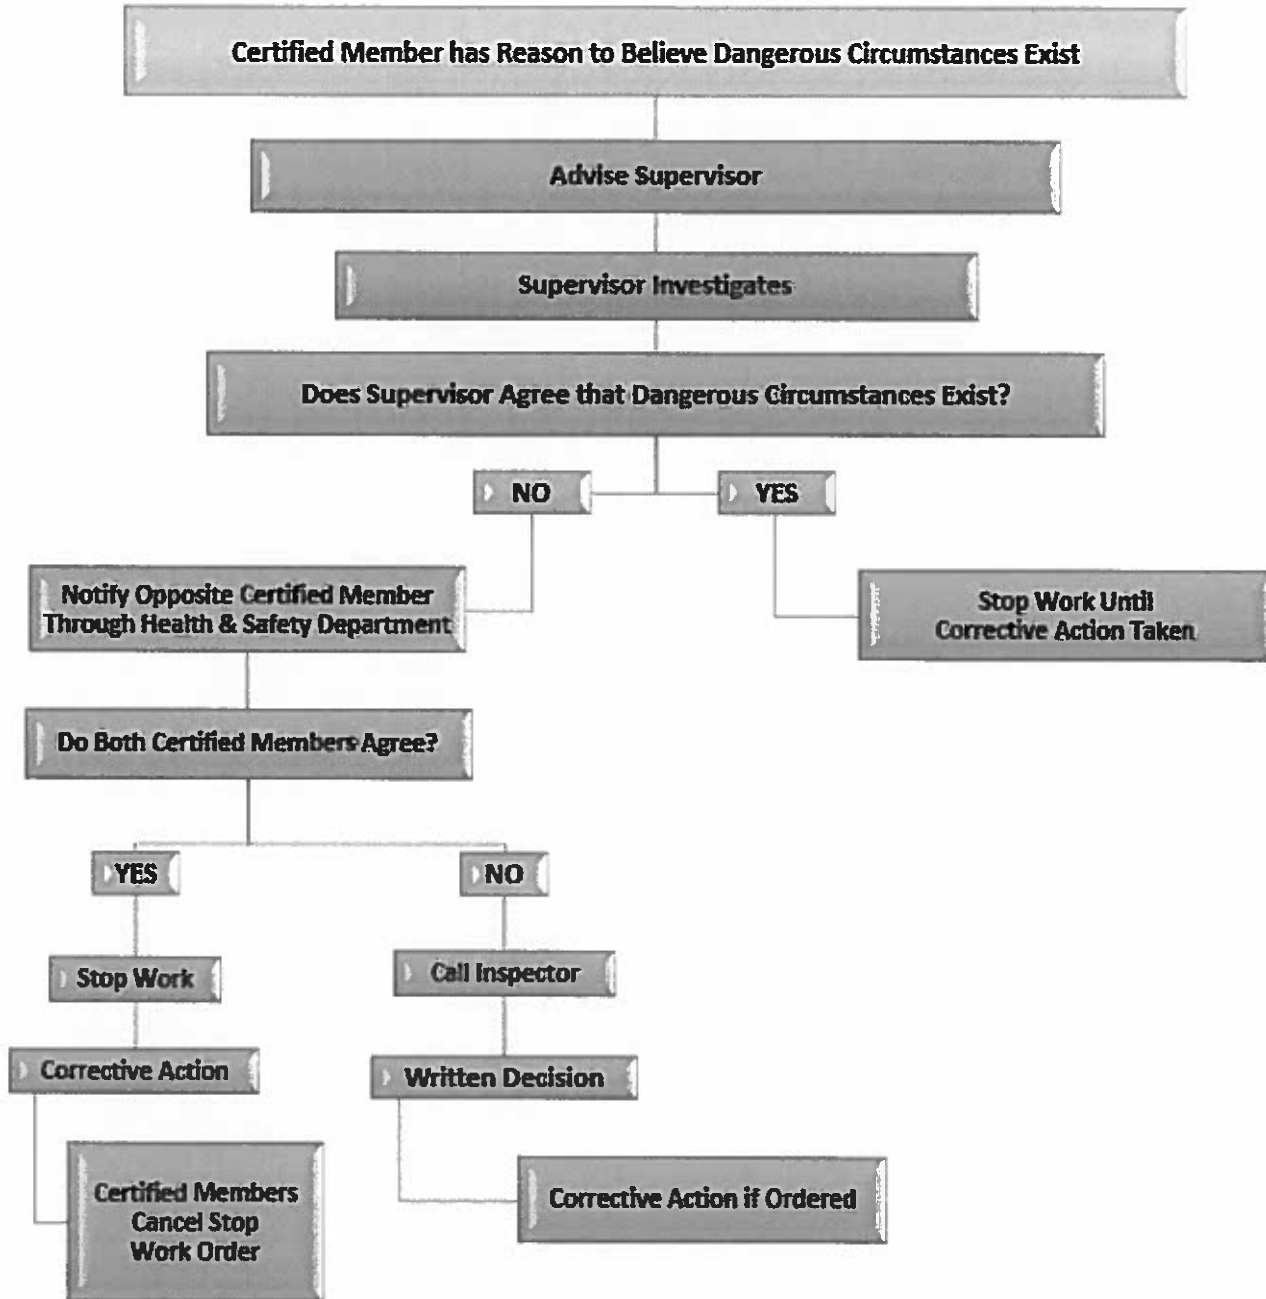 Certified Member has Reason to Believe Dangerous Circumstances Exist
Advise Supervisor
Supervisor Investigates
Does Supervisor Agree that Dangerous Circumstances Exist?
NO
YES
Notify Opposite Certified Member
Through Health & Safety Department
Stop Work Until
Corrective Action Taken
Do Both Certified Members Agree?
YES
NO
Stop Work
Call Inspector
Corrective Action
Written Decision
Certified Members
Cancel Stop
Work Order
Corrective Action if Ordered